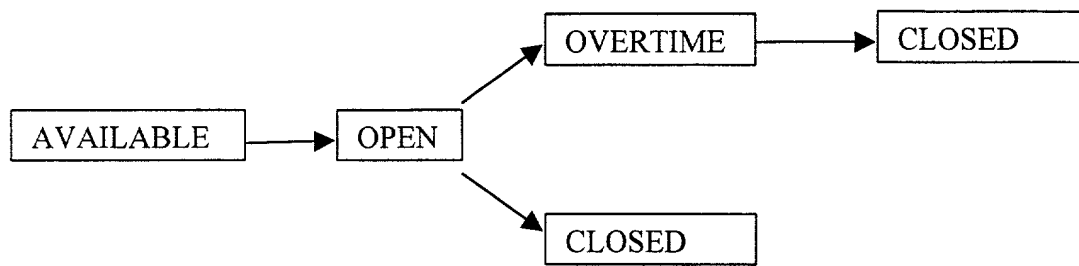 OVERTIME
CLOSED
AVAILABLE
OPEN
CLOSED